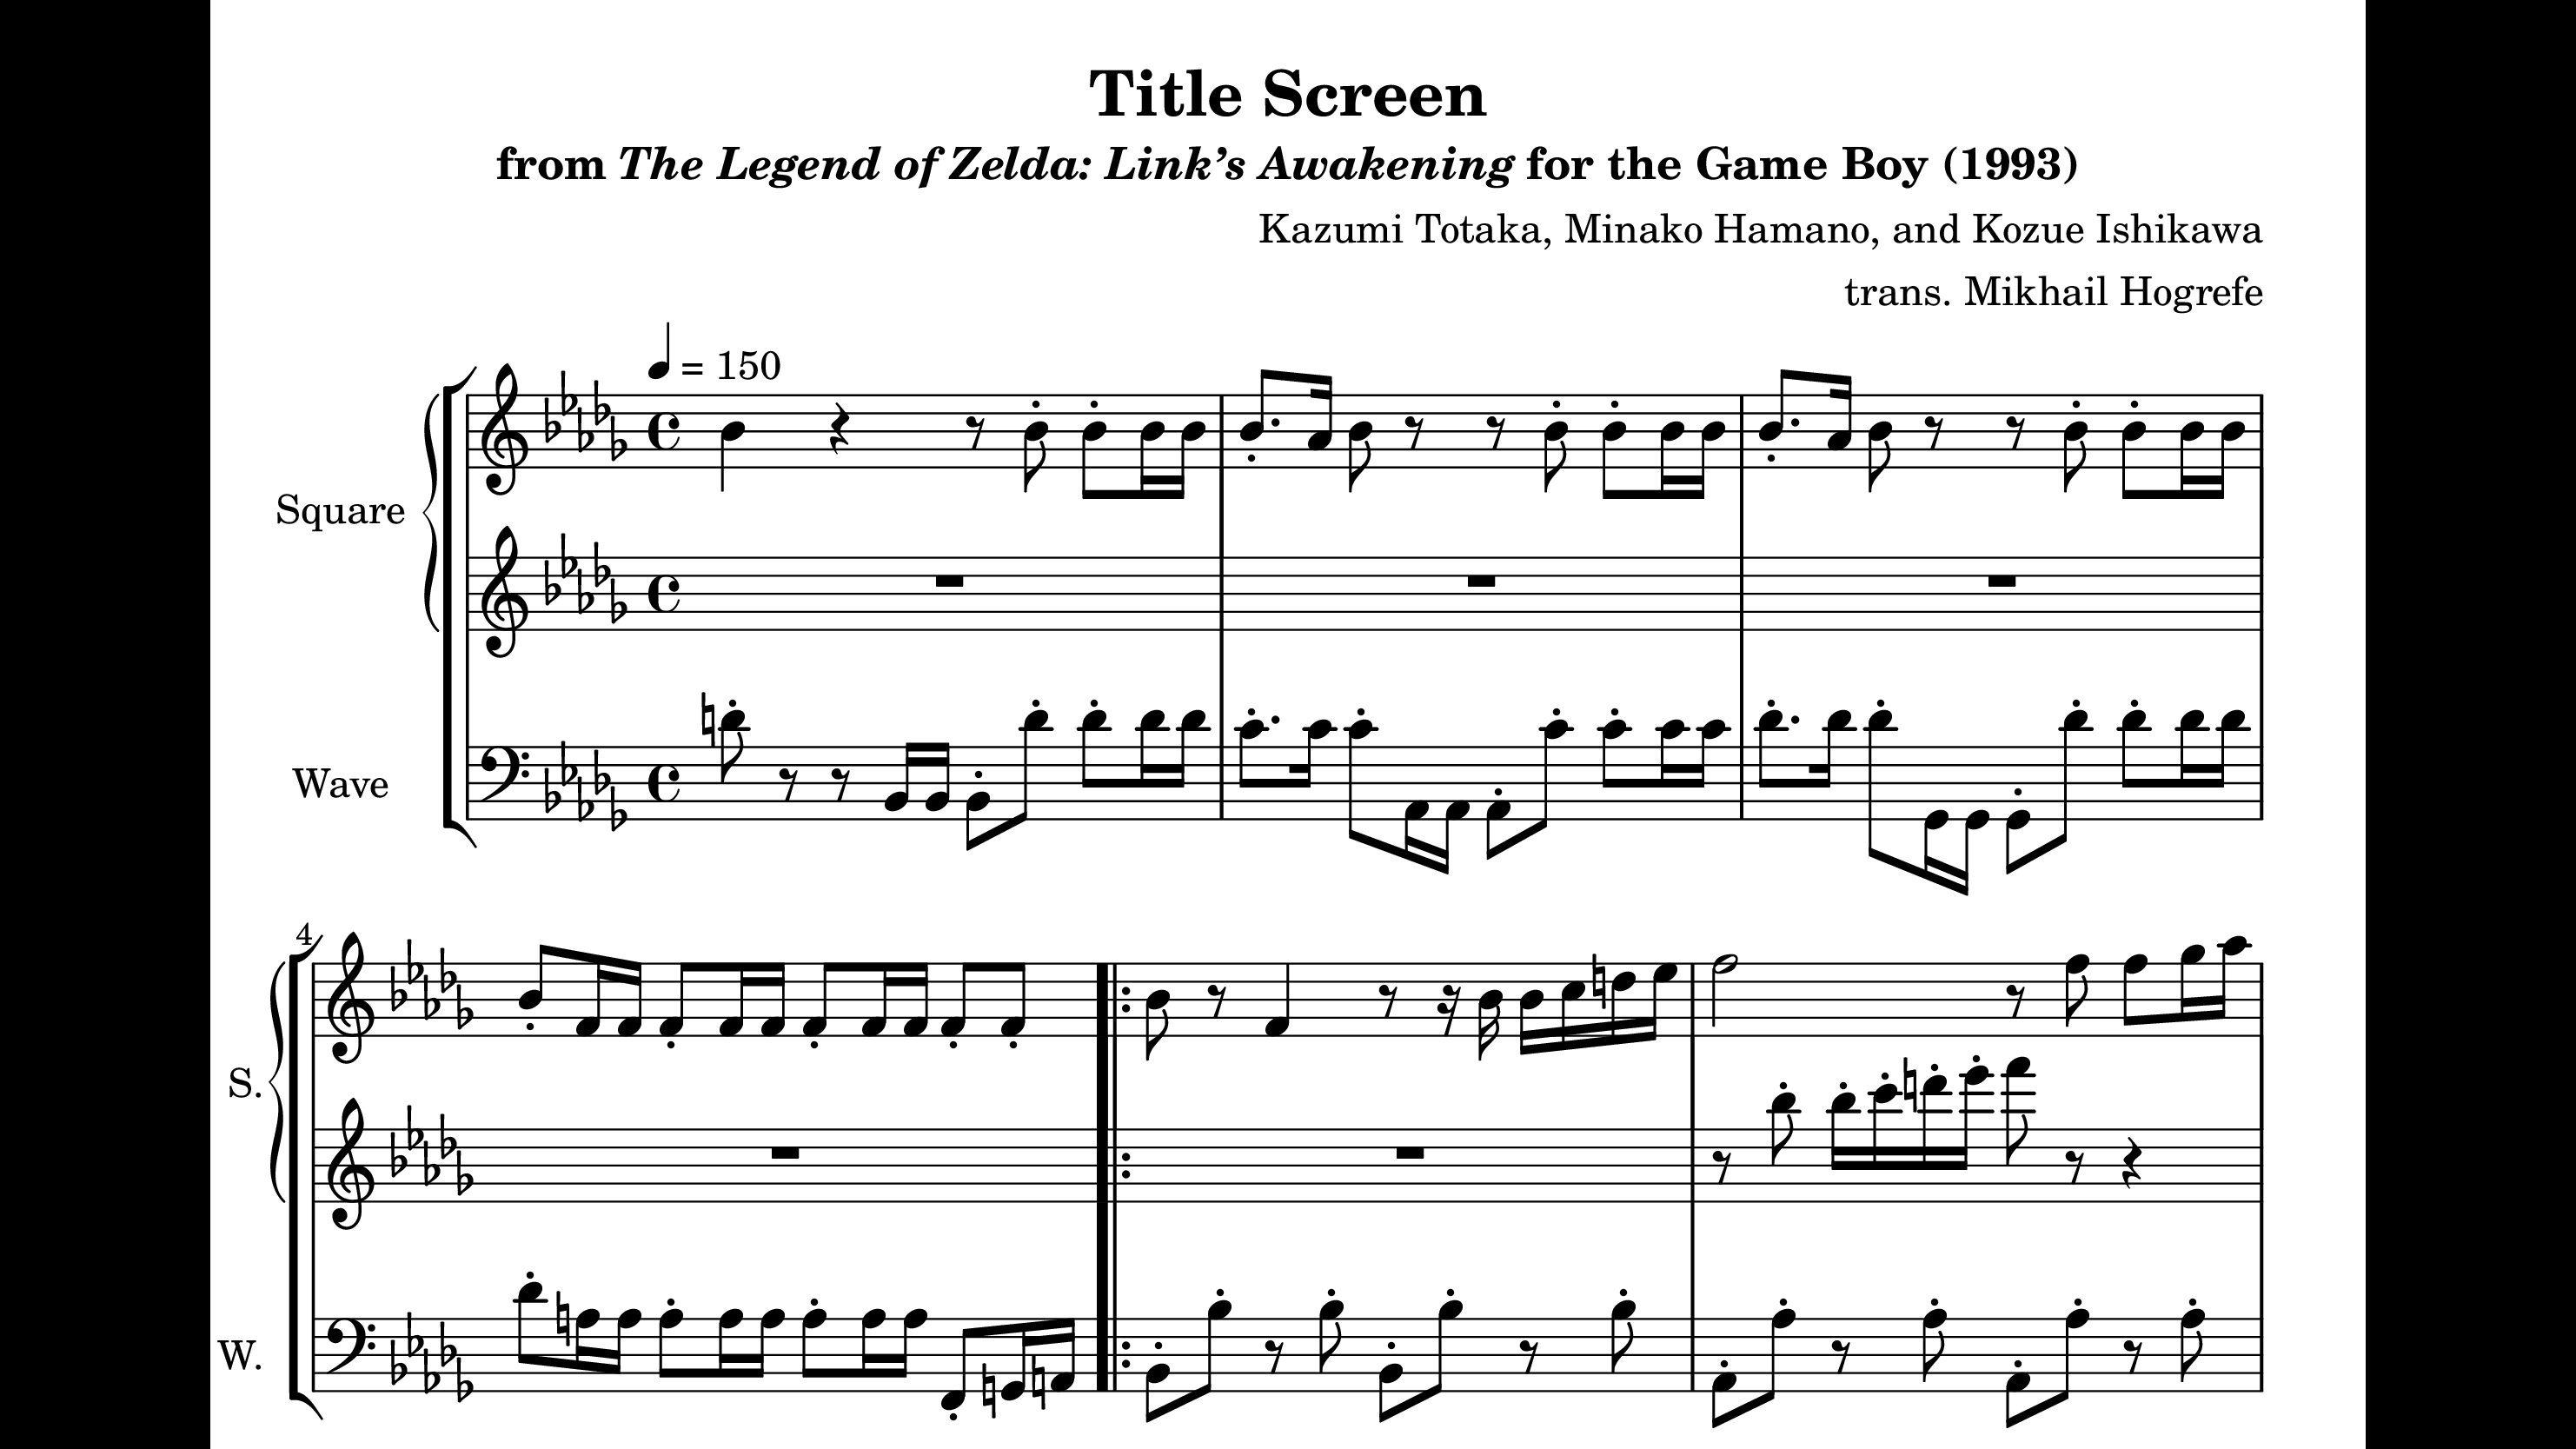 Title Screen
from The Legend of Zelda: Link’s Awakening for the Game Boy (1993)
Kazumi Totaka, Minako Hamano, and Kozue Ishikawa
trans. Mikhail Hogrefe
= 150
Square
Wave
4
S.
W.